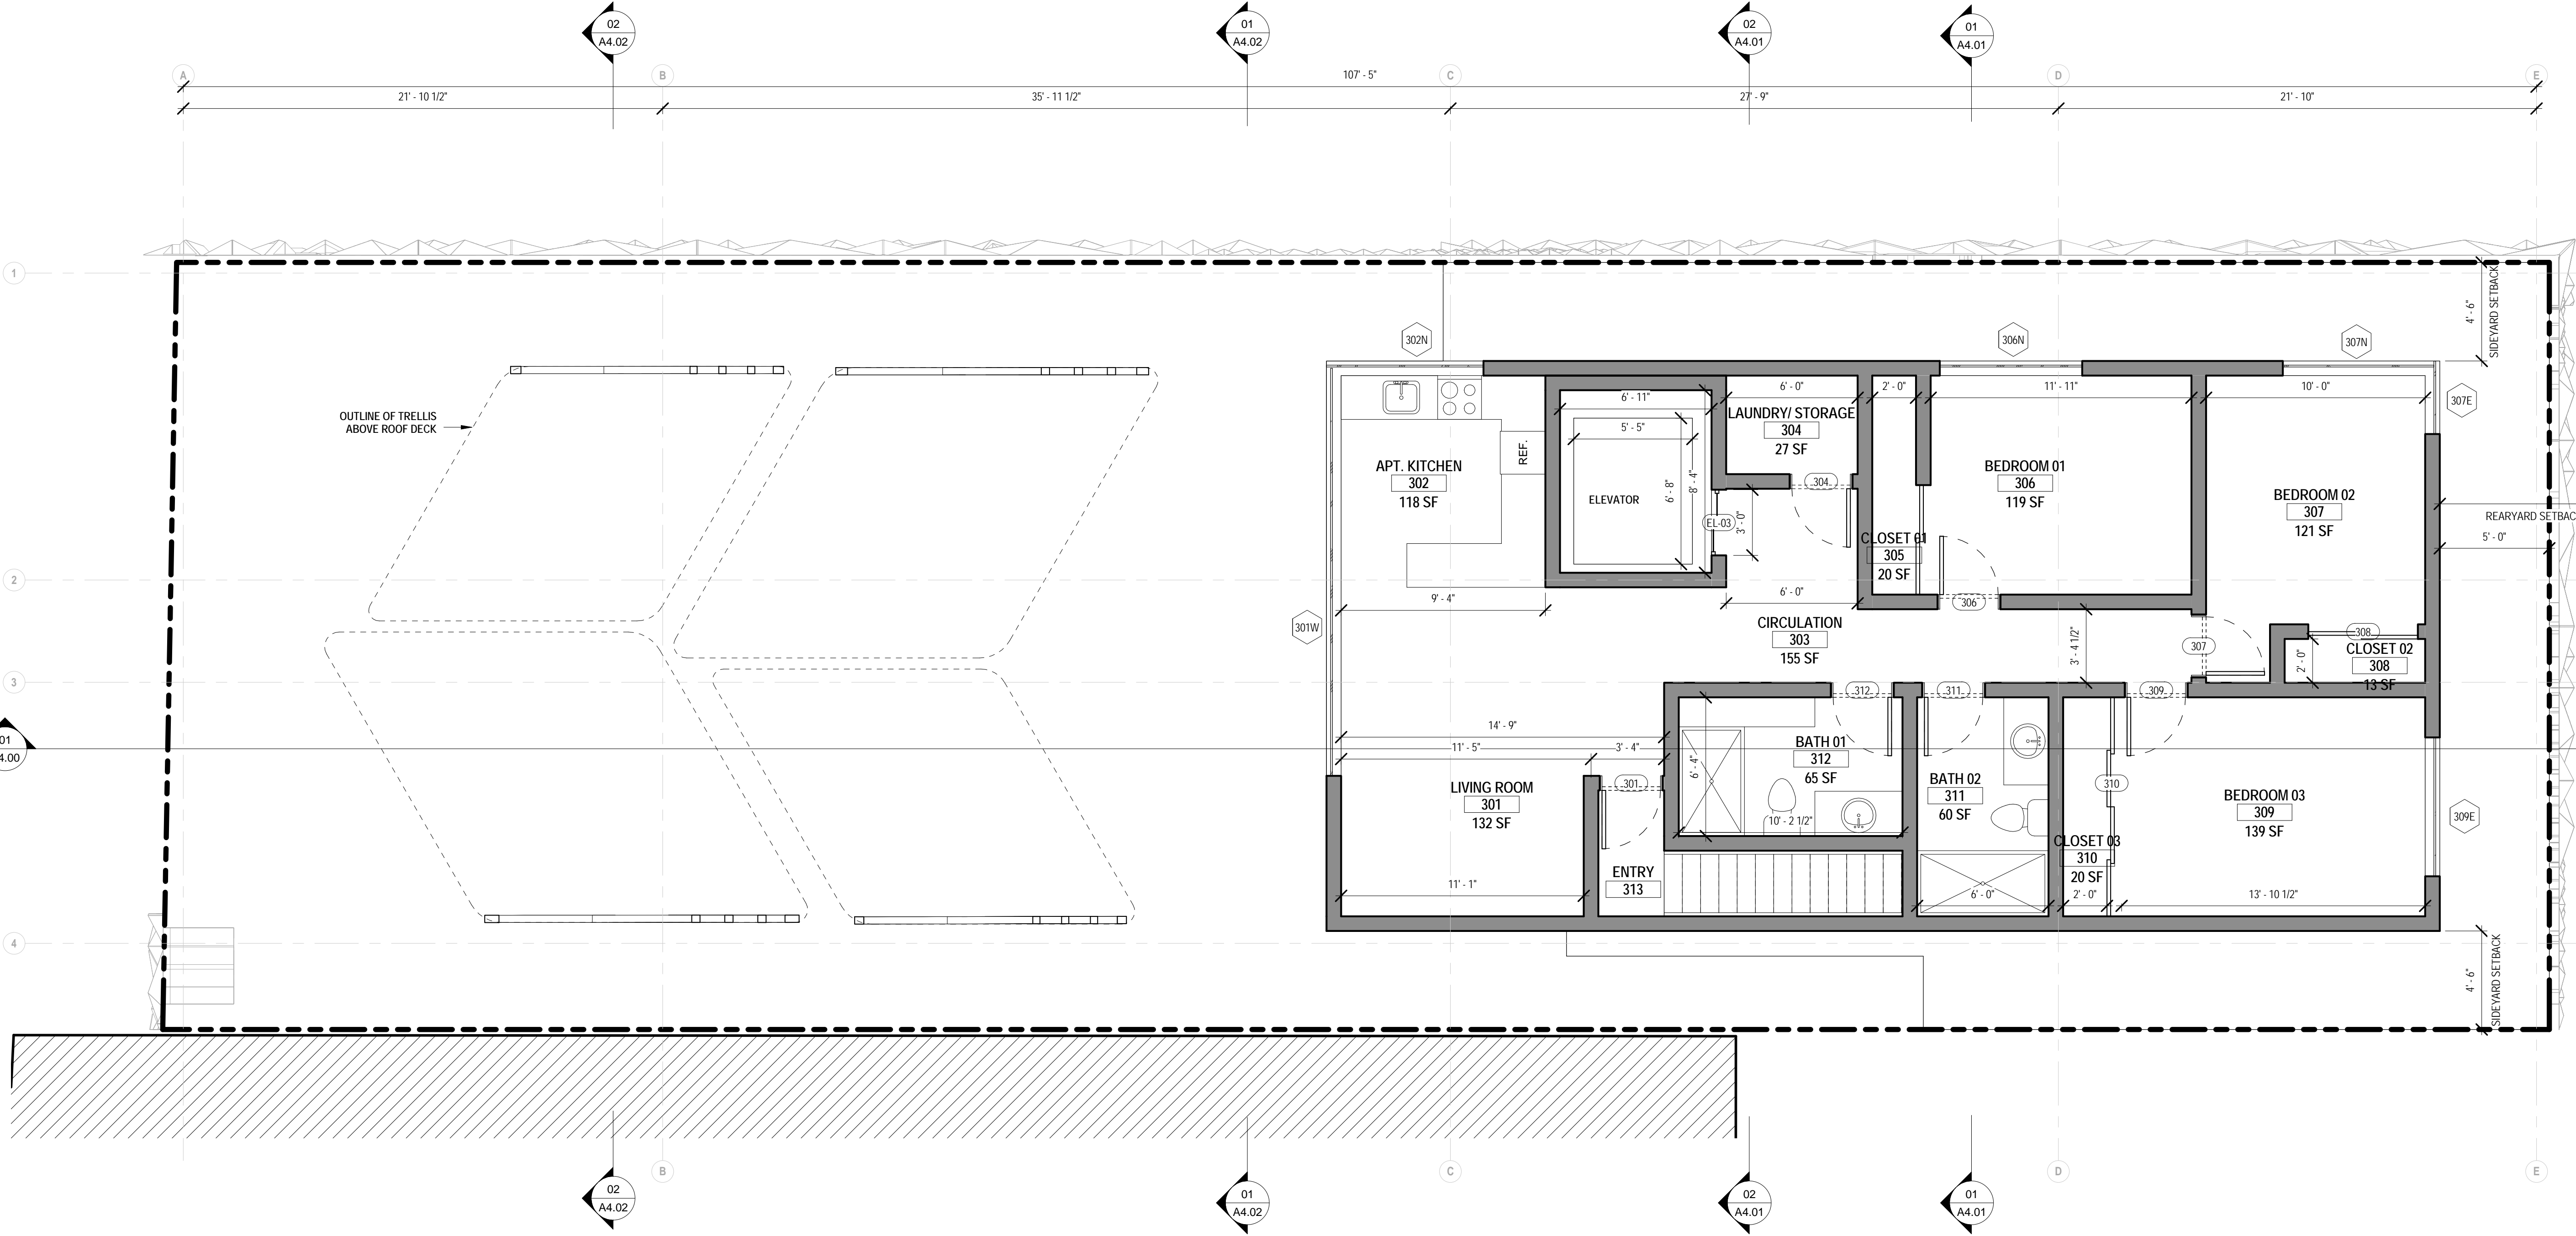 02
A4.02
01
A4.02
02
A4.01
01
A4.01
A
B
C
D
E
107' - 5"
21' - 10 1/2"
35' - 11 1/2"
27' - 9"
21' - 10"
1
4' - 6"
SIDEYARD SETBACK
302N
306N
307N
307E
OUTLINE OF TRELLIS
ABOVE ROOF DECK
6' - 11"
5' - 5"
6' - 8"
8' - 4"
ELEVATOR
EL-03
3' - 0"
6' - 0"
LAUNDRY/ STORAGE
304
27 SF
304
2' - 0"
11' - 11"
10' - 0"
REF.
APT. KITCHEN
302
118 SF
BEDROOM 01
306
119 SF
BEDROOM 02
307
121 SF
REARYARD SETBAC
5' - 0"
CLOSET 01
305
20 SF
2
9' - 4"
6' - 0"
306
301W
CIRCULATION
303
155 SF
3' - 4 1/2"
307
308
2' - 0"
CLOSET 02
308
13 SF
3
312
311
309
01
4.00
14' - 9"
11' - 5"
3' - 4"
301
LIVING ROOM
301
132 SF
6' - 4"
BATH 01
312
65 SF
10' - 2 1/2"
BATH 02
311
60 SF
310
BEDROOM 03
309
139 SF
309E
CLOSET 03
310
20 SF
ENTRY
313
11' - 1"
6' - 0"
2' - 0"
13' - 10 1/2"
4
4' - 6"
SIDEYARD SETBACK
B
C
D
E
02
A4.02
01
A4.02
02
A4.01
01
A4.01